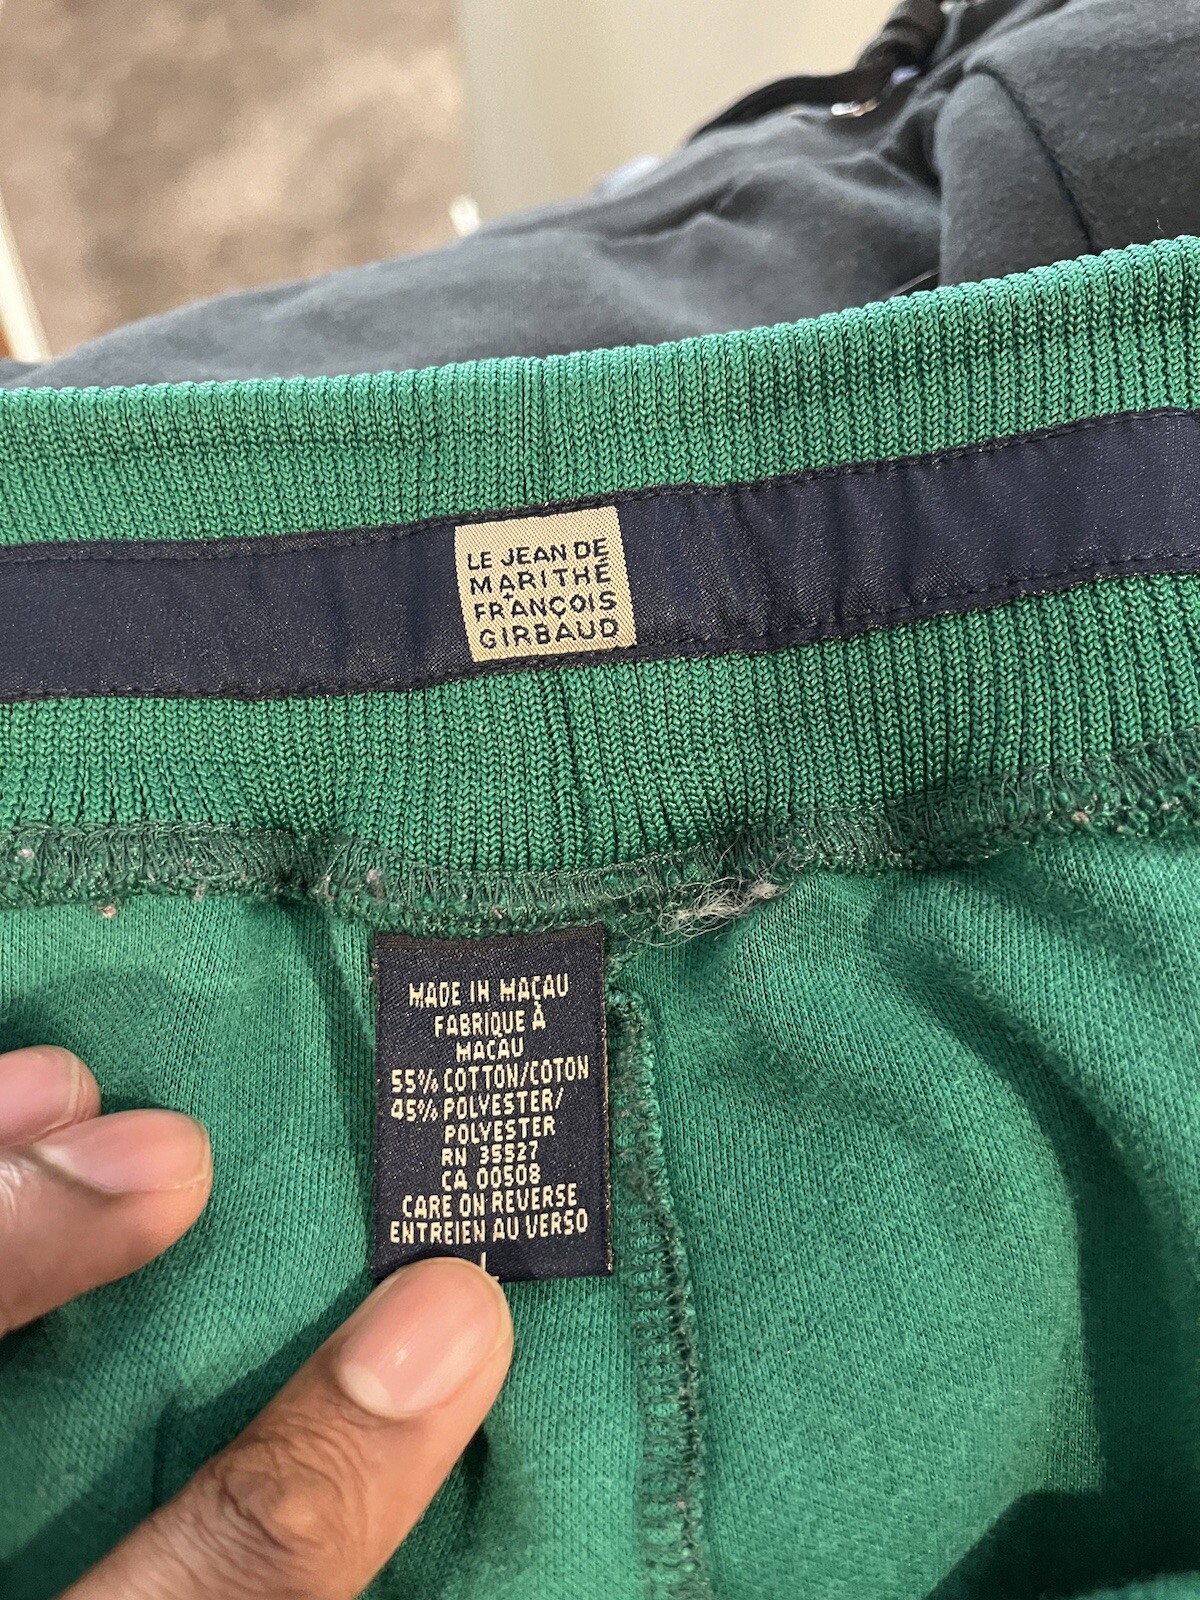 LE JEAN DE
MARITHÉ
+
FRANÇOIS
GIRBAUD
MADE IN MAÇAU
FABRIQUE À
MACAU
55% COTTON/COTON
45% POLYESTER/
POLYESTER
RN 35527
CA 00508
CARE ON REVERSE
ENTREIEN AU VERSO
L